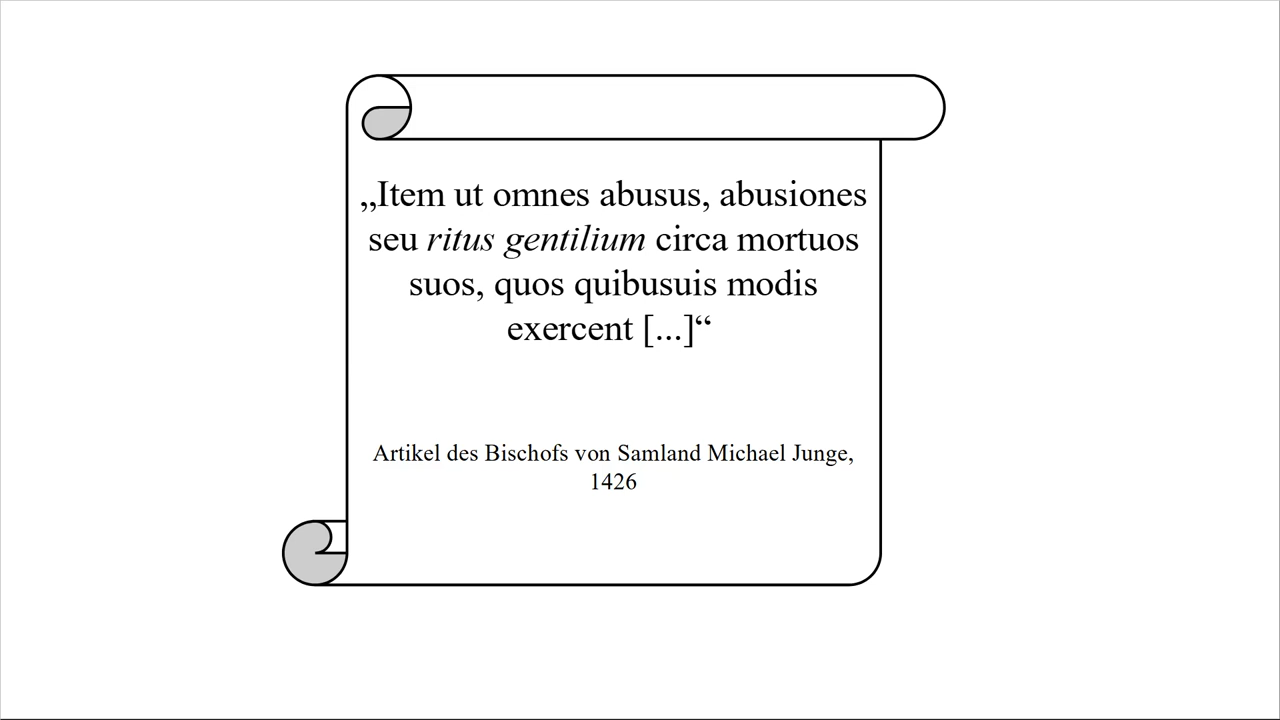 „Item ut omnes abusus, abusiones
seu ritus gentilium circa mortuos
suos, quos quibusuis modis
exercent [...]“
Artikel des Bischofs von Samland Michael Junge,
1426